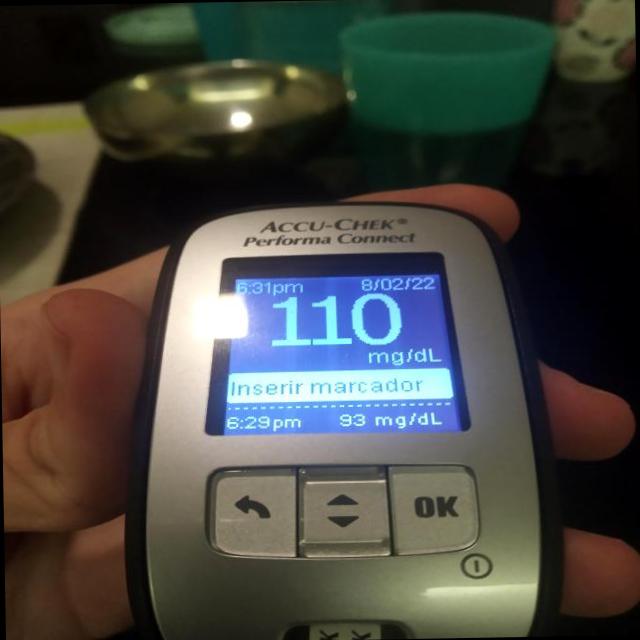 ACCU-CHEK®
Performa Connect
6:31pm 8/02/22
110
mg/dL
Inserir marcador
6:29pm 93 mg/dL
OK